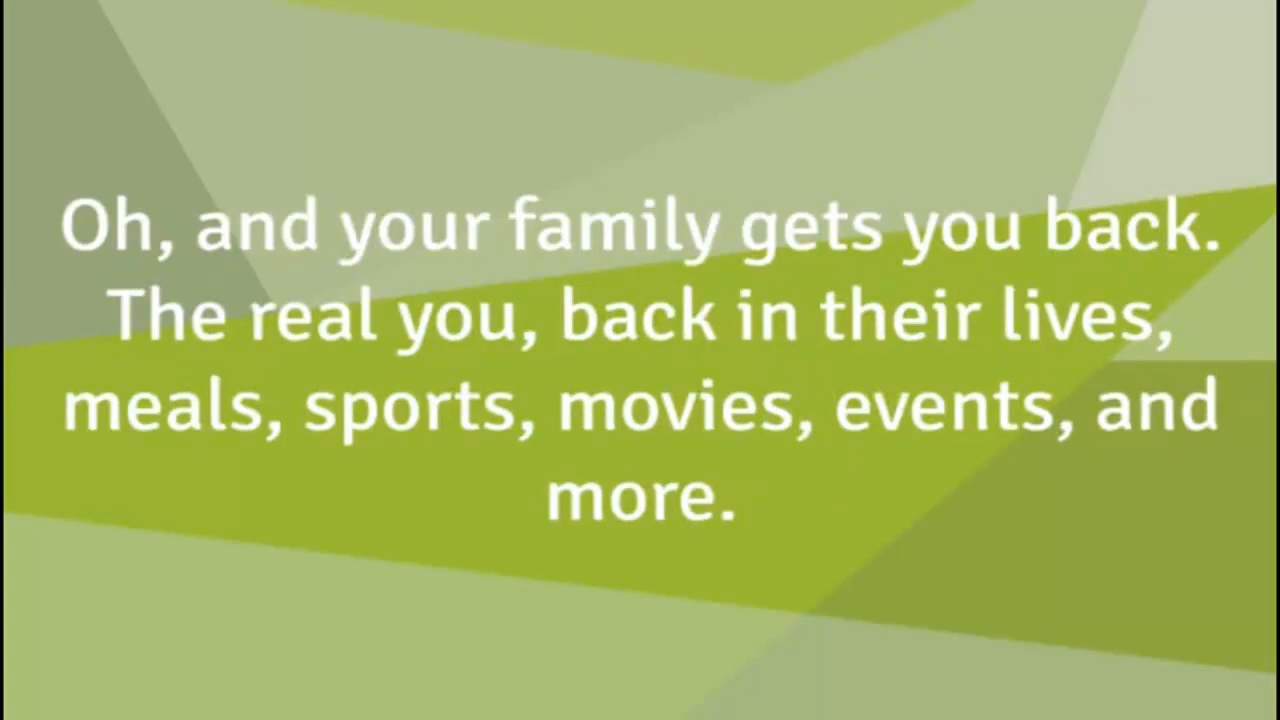 Oh, and your family gets you back.
The real you, back in their lives,
meals, sports, movies, events, and
more.